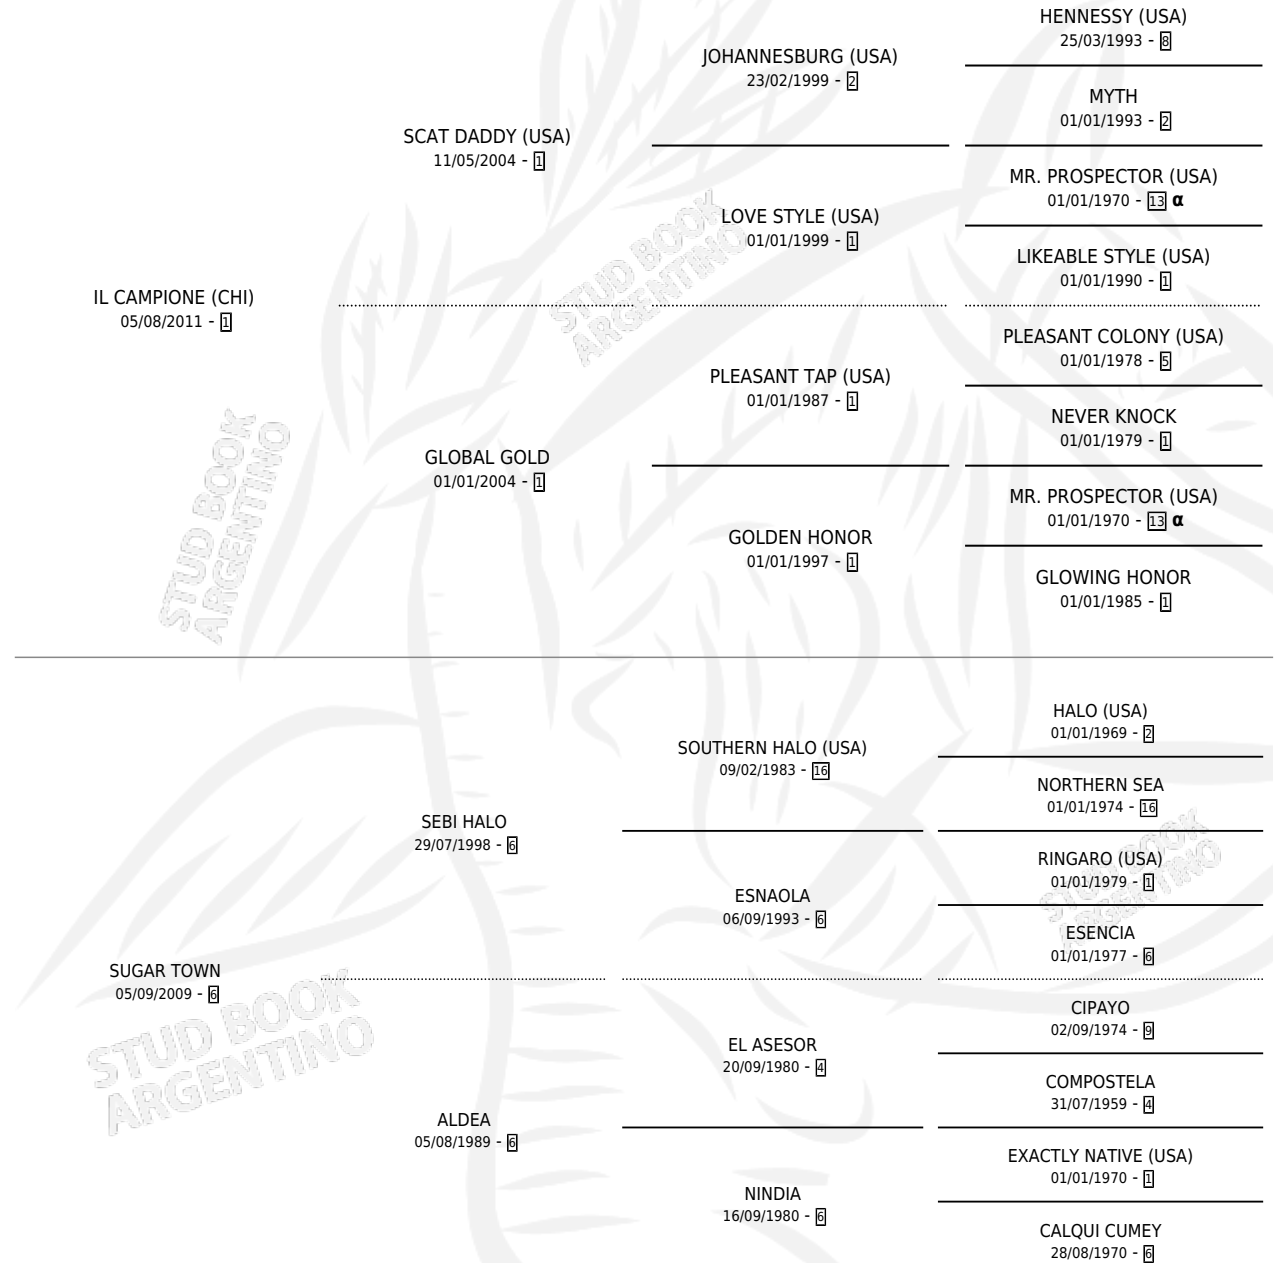 HENNESSY (USA)
25/03/1993 - 8
JOHANNESBURG (USA)
23/02/1999 - 2
MYTH
01/01/1993 - 2
SCAT DADDY (USA)
11/05/2004 - 1
MR. PROSPECTOR (USA)
01/01/1970 - 13 α
LOVE STYLE (USA)
01/01/1999 - 1
LIKEABLE STYLE (USA)
01/01/1990 - 1
IL CAMPIONE (CHI)
05/08/2011 - 1
PLEASANT COLONY (USA)
01/01/1978 - 5
PLEASANT TAP (USA)
01/01/1987 - 1
NEVER KNOCK
01/01/1979 - 1
GLOBAL GOLD
01/01/2004 - 1
MR. PROSPECTOR (USA)
01/01/1970 - 13 α
GOLDEN HONOR
01/01/1997 - 1
GLOWING HONOR
01/01/1985 - 1
HALO (USA)
01/01/1969 - 2
SOUTHERN HALO (USA)
09/02/1983 - 16
NORTHERN SEA
01/01/1974 - 16
SEBI HALO
29/07/1998 - 6
RINGARO (USA)
01/01/1979 - 1
ESNAOLA
06/09/1993 - 6
ESENCIA
01/01/1977 - 6
SUGAR TOWN
05/09/2009 - 6
CIPAYO
02/09/1974 - 9
EL ASESOR
20/09/1980 - 4
COMPOSTELA
31/07/1959 - 4
ALDEA
05/08/1989 - 6
EXACTLY NATIVE (USA)
01/01/1970 - 1
NINDIA
16/09/1980 - 6
CALQUI CUMEY
28/08/1970 - 6
STUD BOOK
ARGENTINO
STUD BOOK
ARGENTINO
STUD BOOK
ARGENTINO
STUD BOOK
ARGENTINO